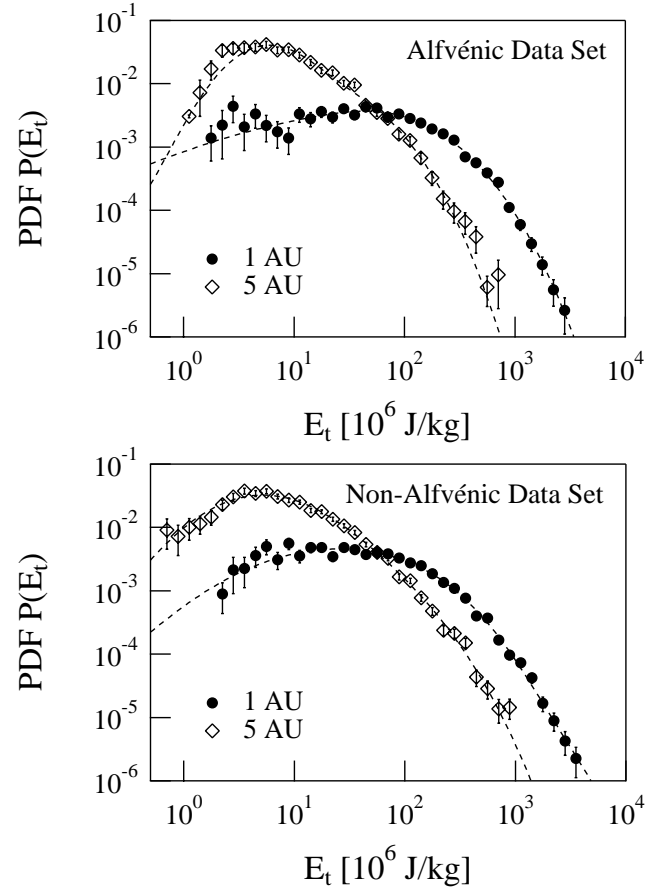 Alfvénic Data Set
PDF P(E_t)
10^-1
10^-2
10^-3
10^-4
10^-5
10^-6
1 AU
5 AU
10^0 10^1 10^2 10^3 10^4
E_t [10^6 J/kg]
Non-Alfvénic Data Set
PDF P(E_t)
10^-1
10^-2
10^-3
10^-4
10^-5
10^-6
1 AU
5 AU
10^0 10^1 10^2 10^3 10^4
E_t [10^6 J/kg]